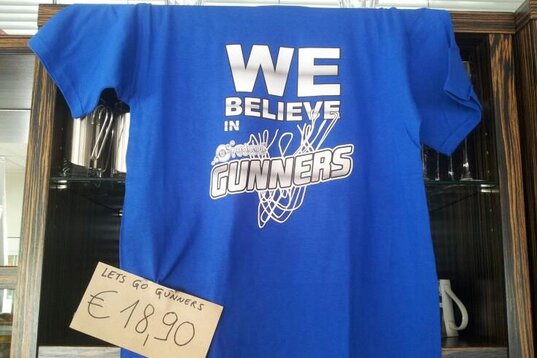 WE
BELIEVE
IN
GUNNERS
LETS GO GUNNERS
€ 18,90